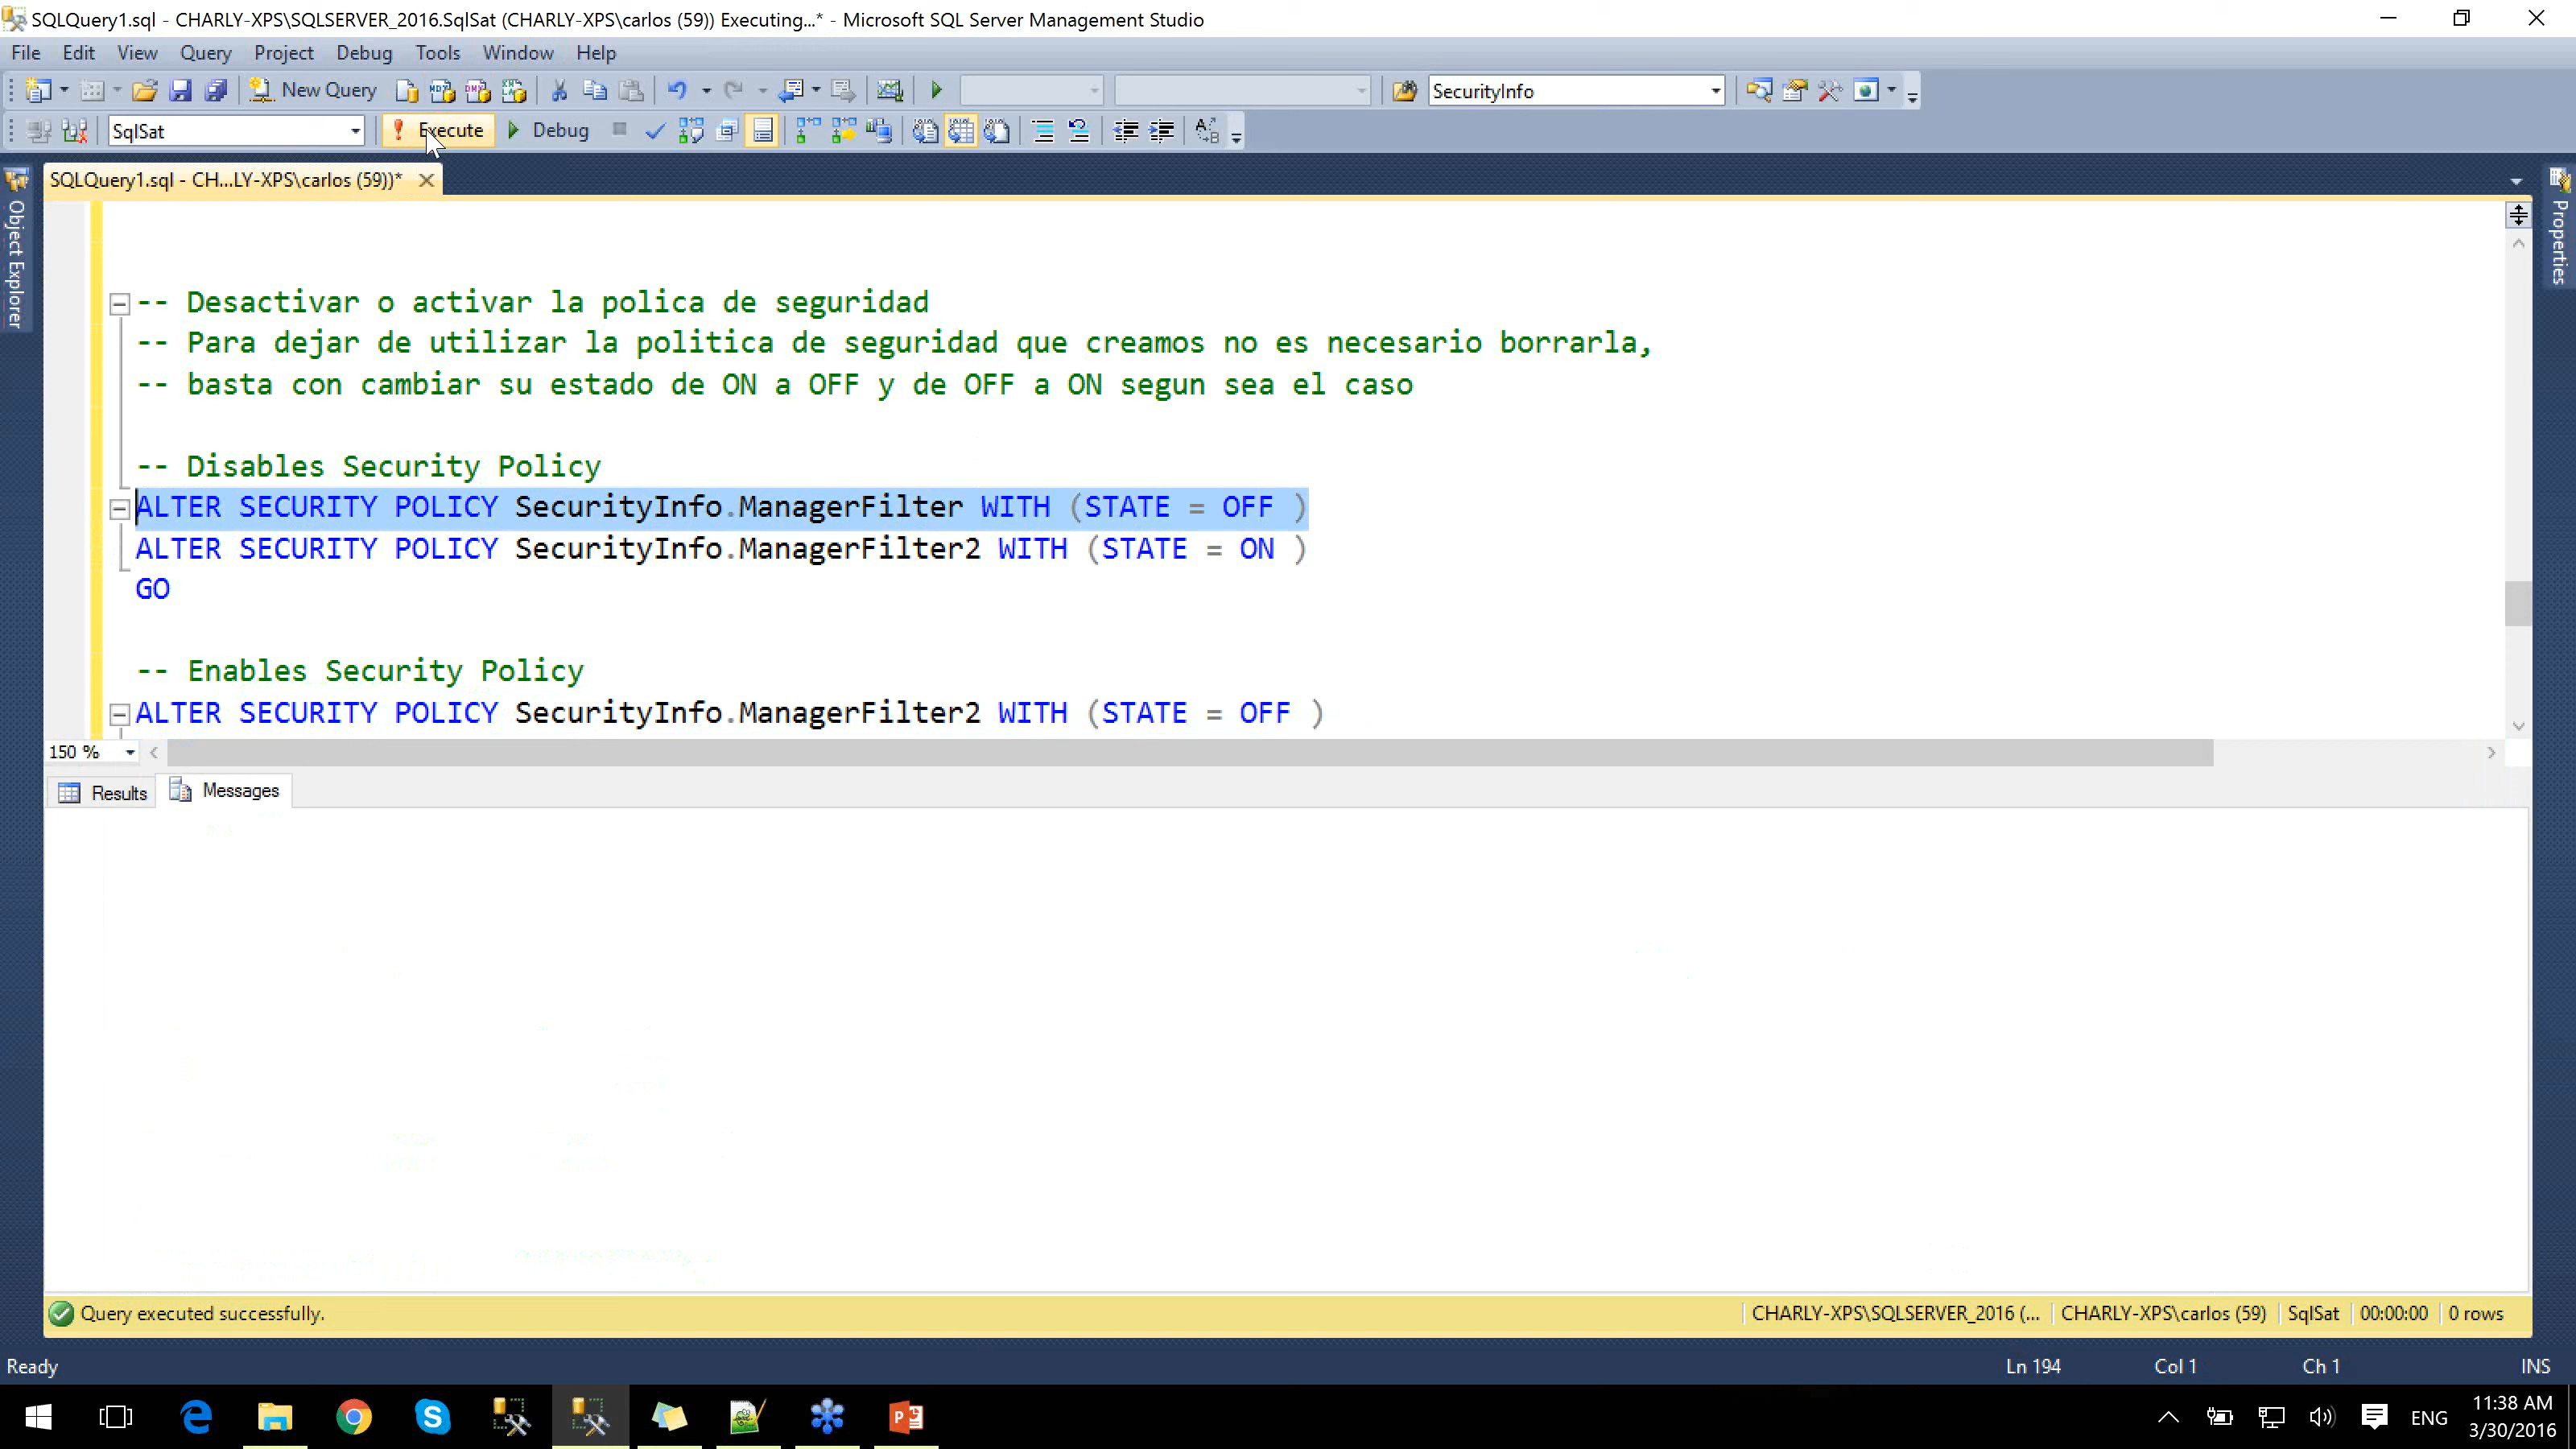 SQLQuery1.sql - CHARLY-XPS\SQLSERVER_2016.SqlSat (CHARLY-XPS\carlos (59)) Executing...* - Microsoft SQL Server Management Studio
File Edit View Query Project Debug Tools Window Help
New Query SecurityInfo
SqlSat Execute Debug
SQLQuery1.sql - CH...LY-XPS\carlos (59))*
Object Explorer
Properties
-- Desactivar o activar la polica de seguridad
-- Para dejar de utilizar la politica de seguridad que creamos no es necesario borrarla,
-- basta con cambiar su estado de ON a OFF y de OFF a ON segun sea el caso
-- Disables Security Policy
ALTER SECURITY POLICY SecurityInfo.ManagerFilter WITH (STATE = OFF )
ALTER SECURITY POLICY SecurityInfo.ManagerFilter2 WITH (STATE = ON )
GO
-- Enables Security Policy
ALTER SECURITY POLICY SecurityInfo.ManagerFilter2 WITH (STATE = OFF )
150 %
Results Messages
Query executed successfully. CHARLY-XPS\SQLSERVER_2016 (... CHARLY-XPS\carlos (59) SqlSat 00:00:00 0 rows
Ready Ln 194 Col 1 Ch 1 INS
ENG 11:38 AM
3/30/2016